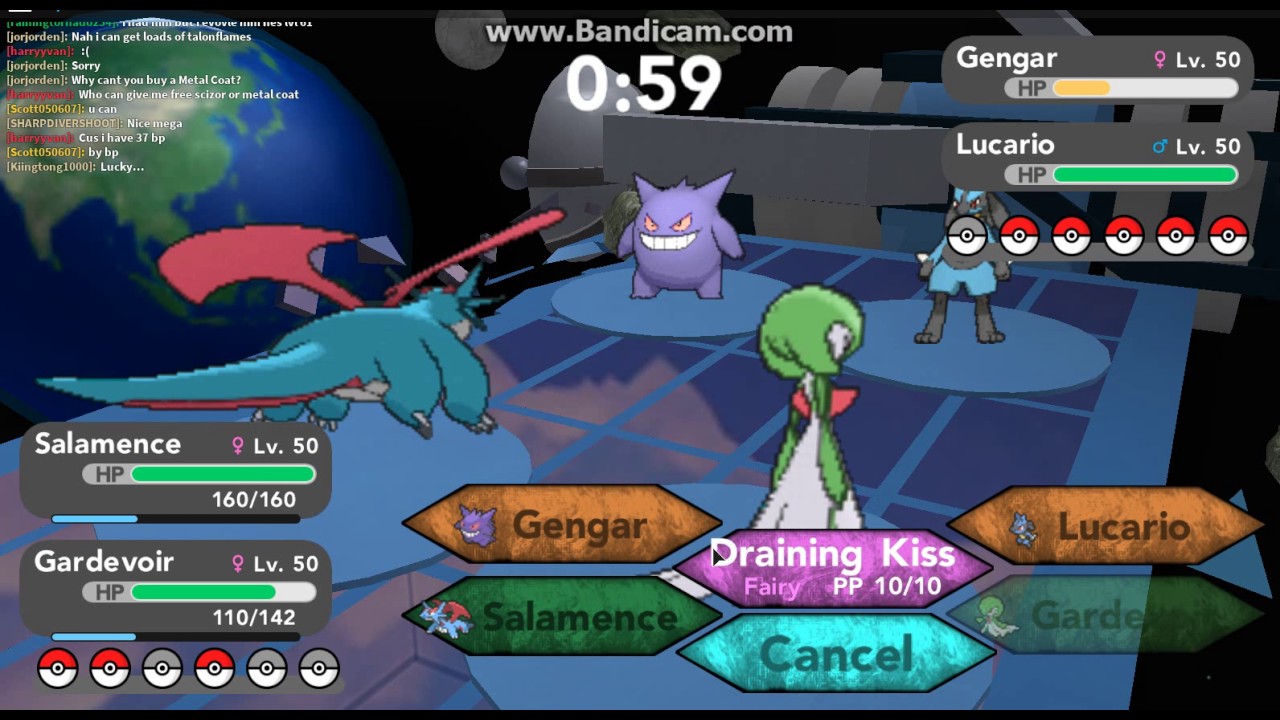 [jorjorden]: Nah i can get loads of talonflames
[harryyvan]: :(
[jorjorden]: Sorry
[jorjorden]: Why cant you buy a Metal Coat?
[harryyvan]: Who can give me free scizor or metal coat
[Scott050607]: u can
[SHARPDIVERSHOOT]: Nice mega
[harryyvan]: Cus i have 37 bp
[Scott050607]: by bp
[Kiingtong1000]: Lucky...
www.Bandicam.com
0:59
Gengar ♀ Lv. 50
HP
Lucario ♂ Lv. 50
HP
Salamence ♀ Lv. 50
HP
160/160
Gardevoir ♀ Lv. 50
HP
110/142
Gengar
Lucario
Draining Kiss
Fairy PP 10/10
Salamence
Cancel